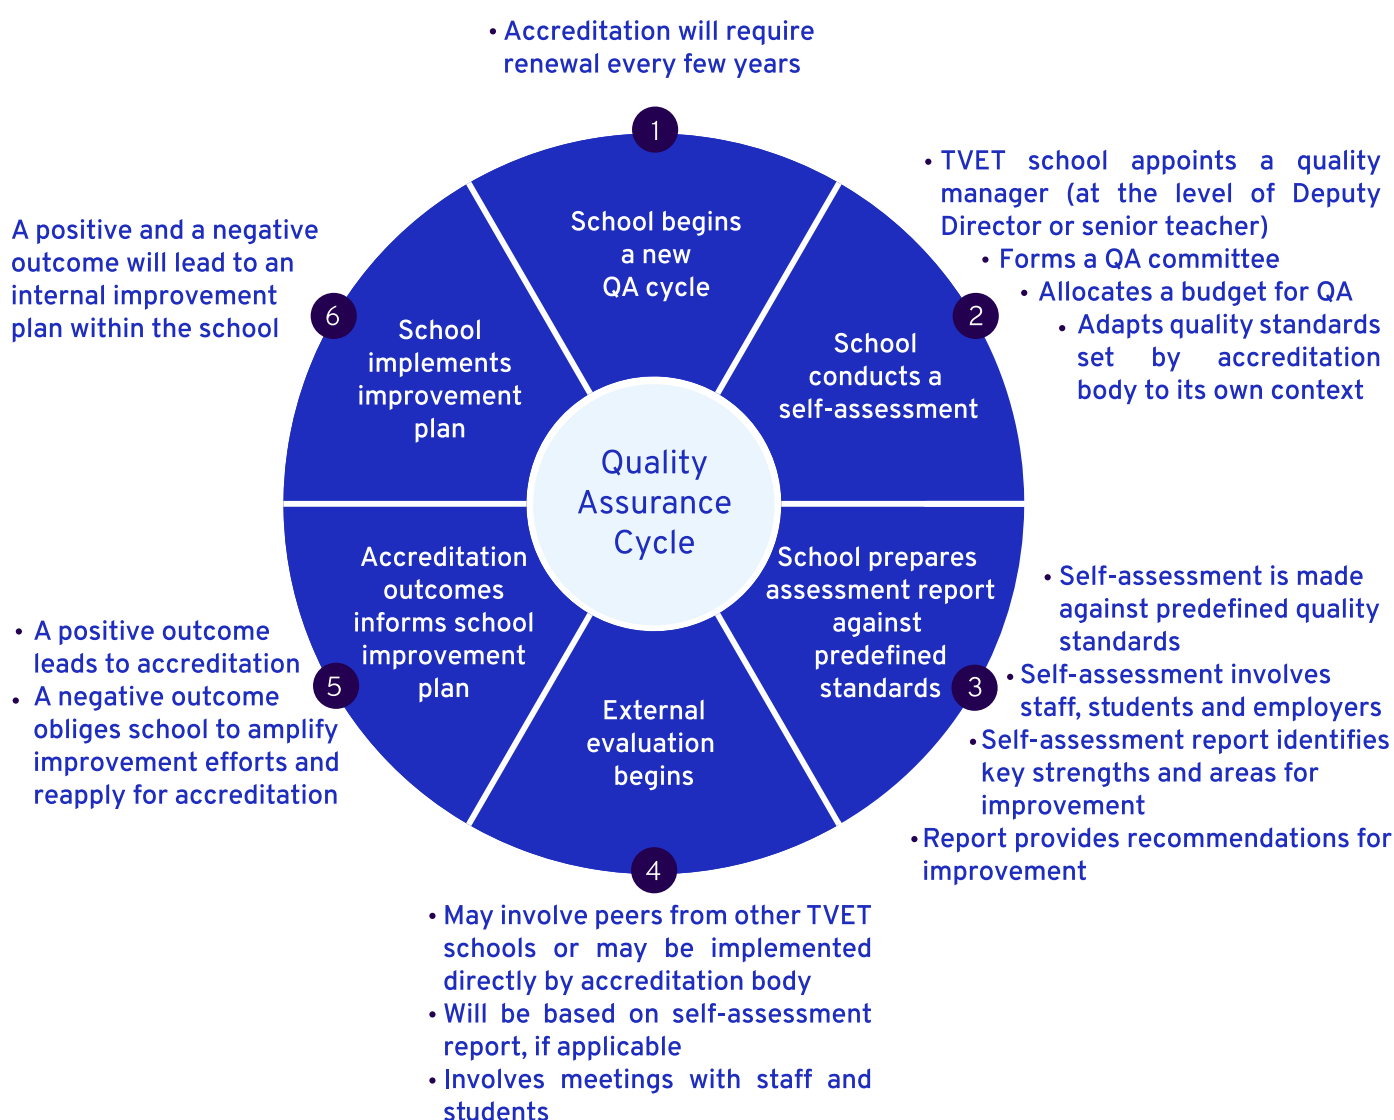 • Accreditation will require
renewal every few years
1
School begins
a new
QA cycle
• TVET school appoints a quality
manager (at the level of Deputy
Director or senior teacher)
• Forms a QA committee
• Allocates a budget for QA
• Adapts quality standards
set by accreditation
body to its own context
2
School
conducts a
self-assessment
• Self-assessment is made
against predefined quality
standards
• Self-assessment involves
staff, students and employers
• Self-assessment report identifies
key strengths and areas for
improvement
• Report provides recommendations for
improvement
3
School prepares
assessment report
against
predefined
standards
External
evaluation
begins
4
• May involve peers from other TVET
schools or may be implemented
directly by accreditation body
• Will be based on self-assessment
report, if applicable
• Involves meetings with staff and
students
Accreditation
outcomes
informs school
improvement
plan
5
• A positive outcome
leads to accreditation
• A negative outcome
obliges school to amplify
improvement efforts and
reapply for accreditation
A positive and a negative
outcome will lead to an
internal improvement
plan within the school
6
School
implements
improvement
plan
Quality
Assurance
Cycle